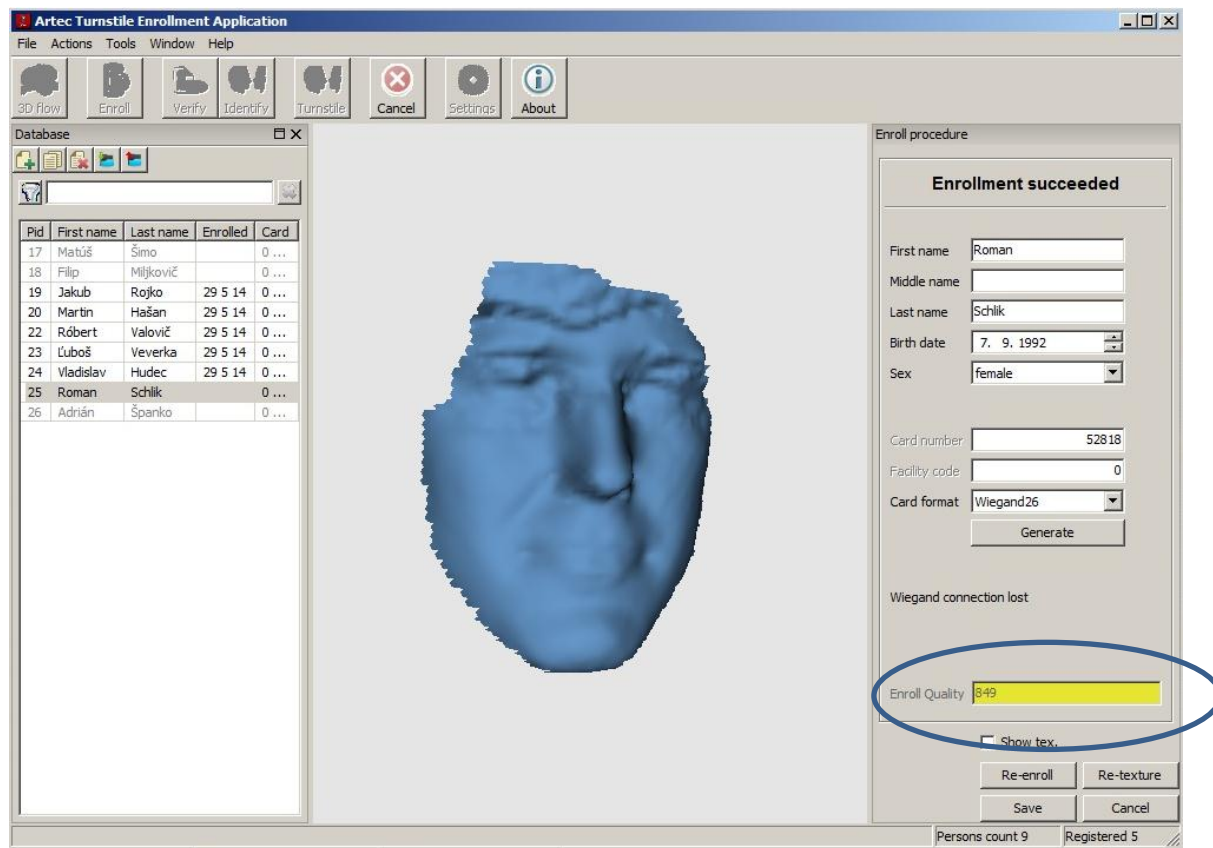 Artec Turnstile Enrollment Application
File Actions Tools Window Help
3D flow Enroll Verify Identify Turnstile Cancel Settings About
Database
Pid First name Last name Enrolled Card
17 Matúš Šimo 0 ...
18 Filip Miljkovič 0 ...
19 Jakub Rojko 29 5 14 0 ...
20 Martin Hašan 29 5 14 0 ...
22 Róbert Valovič 29 5 14 0 ...
23 Ľuboš Veverka 29 5 14 0 ...
24 Vladislav Hudec 29 5 14 0 ...
25 Roman Schlik 0 ...
26 Adrián Španko 0 ...
Enroll procedure
Enrollment succeeded
First name Roman
Middle name
Last name Schlik
Birth date 7. 9. 1992
Sex female
Card number 52818
Facility code 0
Card format Wiegand26
Generate
Wiegand connection lost
Enroll Quality 849
Show tex.
Re-enroll Re-texture
Save Cancel
Persons count 9 Registered 5